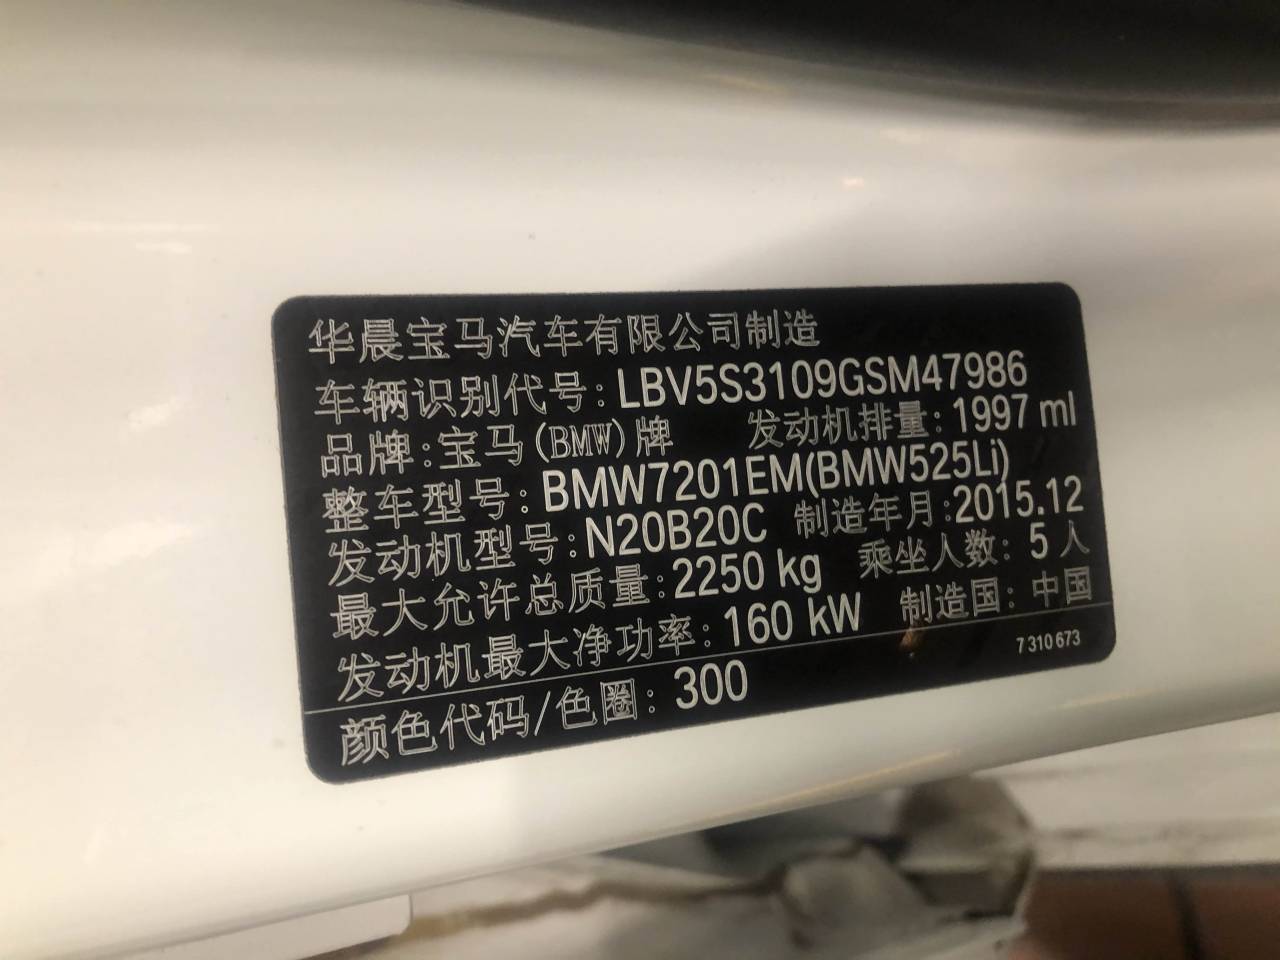 华晨宝马汽车有限公司制造
车辆识别代号: LBV5S3109GSM47986
品牌: 宝马(BMW)牌 发动机排量: 1997 ml
整车型号: BMW7201EM(BMW525Li)
发动机型号: N20B20C 制造年月: 2015.12
最大允许总质量: 2250 kg 乘坐人数: 5 人
发动机最大净功率: 160 kW 制造国: 中国
颜色代码/色圈: 300 7 310 673